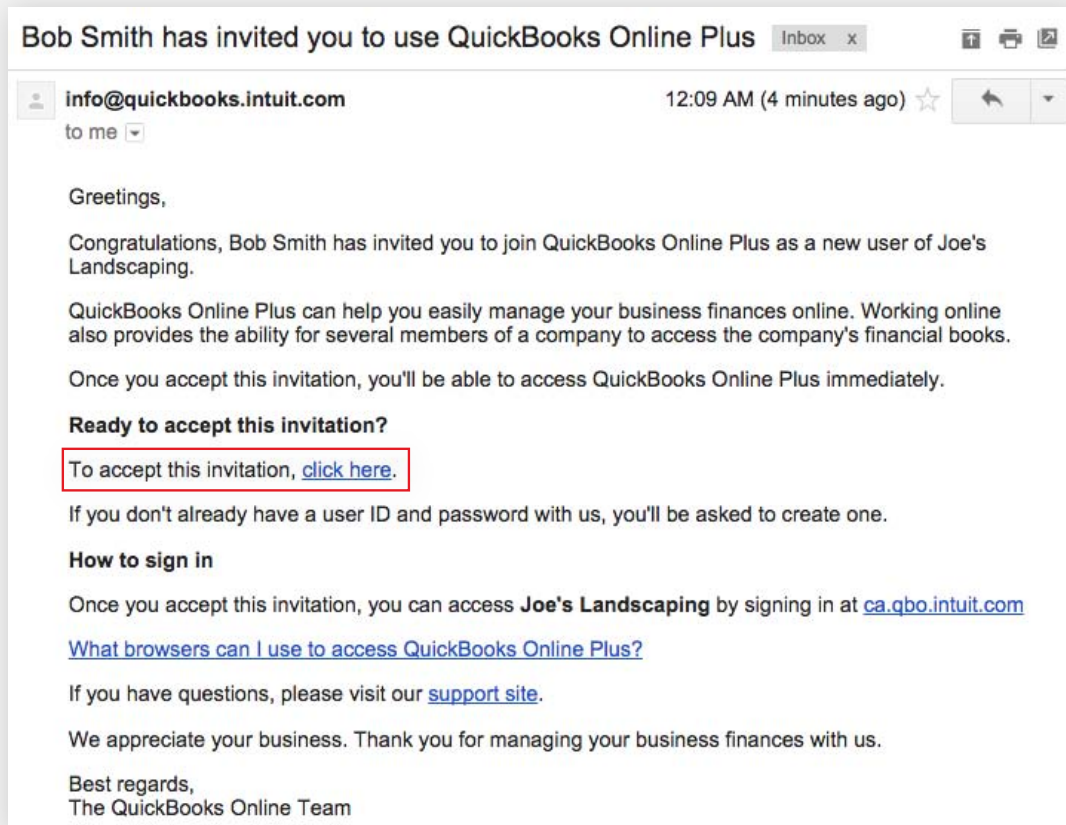 Bob Smith has invited you to use QuickBooks Online Plus Inbox x
info@quickbooks.intuit.com 12:09 AM (4 minutes ago)
to me
Greetings,
Congratulations, Bob Smith has invited you to join QuickBooks Online Plus as a new user of Joe's
Landscaping.
QuickBooks Online Plus can help you easily manage your business finances online. Working online
also provides the ability for several members of a company to access the company's financial books.
Once you accept this invitation, you'll be able to access QuickBooks Online Plus immediately.
Ready to accept this invitation?
To accept this invitation, click here.
If you don't already have a user ID and password with us, you'll be asked to create one.
How to sign in
Once you accept this invitation, you can access Joe's Landscaping by signing in at ca.qbo.intuit.com
What browsers can I use to access QuickBooks Online Plus?
If you have questions, please visit our support site.
We appreciate your business. Thank you for managing your business finances with us.
Best regards,
The QuickBooks Online Team